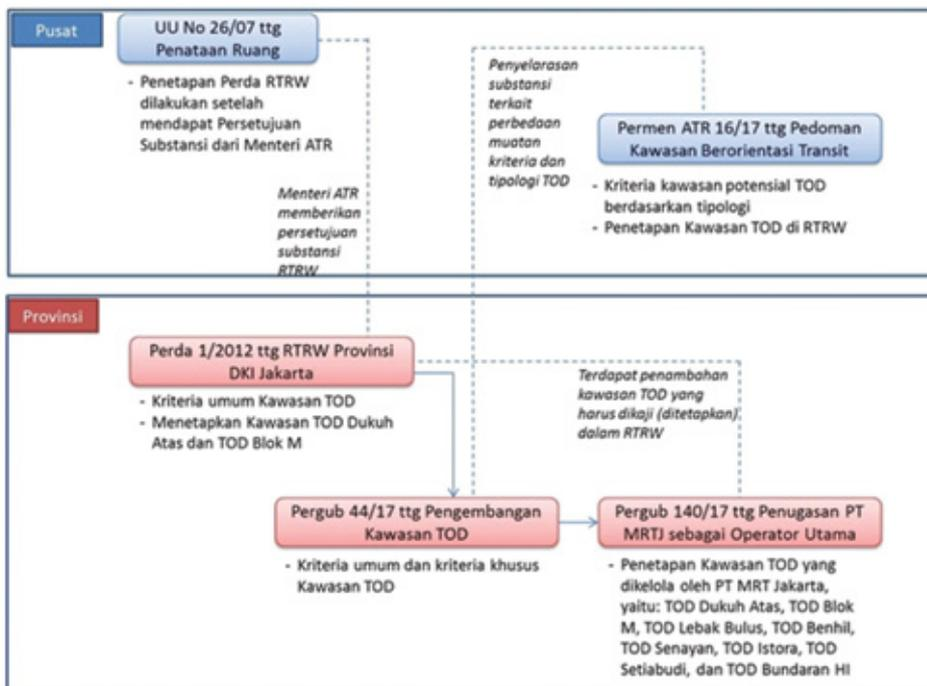 Pusat
UU No 26/07 ttg
Penataan Ruang
- Penetapan Perda RTRW
dilakukan setelah
mendapat Persetujuan
Substansi dari Menteri ATR
Menteri ATR
memberikan
persetujuan
substansi
RTRW
Penyelarasan
substansi
terkait
perbedaan
muatan
kriteria dan
tipologi TOD
Permen ATR 16/17 ttg Pedoman
Kawasan Berorientasi Transit
- Kriteria kawasan potensial TOD
berdasarkan tipologi
- Penetapan Kawasan TOD di RTRW
Provinsi
Perda 1/2012 ttg RTRW Provinsi
DKI Jakarta
- Kriteria umum Kawasan TOD
- Menetapkan Kawasan TOD Dukuh
Atas dan TOD Blok M
Terdapat penambahan
kawasan TOD yang
harus dikaji (ditetapkan)
dalam RTRW
Pergub 44/17 ttg Pengembangan
Kawasan TOD
- Kriteria umum dan kriteria khusus
Kawasan TOD
Pergub 140/17 ttg Penugasan PT
MRTJ sebagai Operator Utama
- Penetapan Kawasan TOD yang
dikelola oleh PT MRT Jakarta,
yaitu: TOD Dukuh Atas, TOD Blok
M, TOD Lebak Bulus, TOD Benhil,
TOD Senayan, TOD Istora, TOD
Setiabudi, dan TOD Bundaran HI